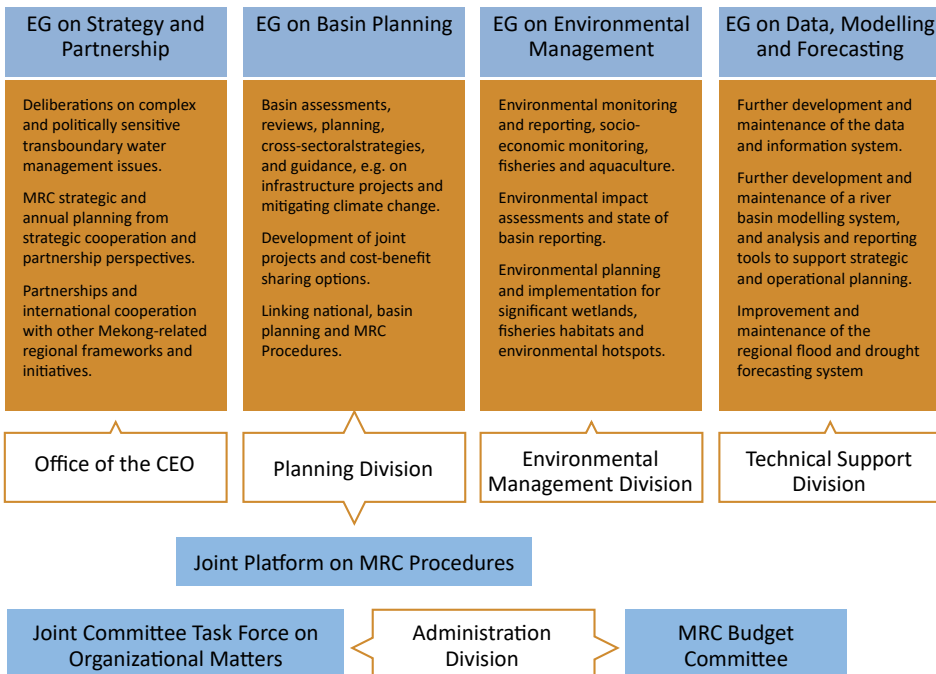 EG on Strategy and
Partnership
Deliberations on complex
and politically sensitive
transboundary water
management issues.
MRC strategic and
annual planning from
strategic cooperation and
partnership perspectives.
Partnerships and
international cooperation
with other Mekong-related
regional frameworks and
initiatives.
Office of the CEO
EG on Basin Planning
Basin assessments,
reviews, planning,
cross-sectoralstrategies,
and guidance, e.g. on
infrastructure projects and
mitigating climate change.
Development of joint
projects and cost-benefit
sharing options.
Linking national, basin
planning and MRC
Procedures.
Planning Division
EG on Environmental
Management
Environmental monitoring
and reporting, socio-
economic monitoring,
fisheries and aquaculture.
Environmental impact
assessments and state of
basin reporting.
Environmental planning
and implementation for
significant wetlands,
fisheries habitats and
environmental hotspots.
Environmental
Management Division
EG on Data, Modelling
and Forecasting
Further development and
maintenance of the data
and information system.
Further development and
maintenance of a river
basin modelling system,
and analysis and reporting
tools to support strategic
and operational planning.
Improvement and
maintenance of the
regional flood and drought
forecasting system
Technical Support
Division
Joint Platform on MRC Procedures
Joint Committee Task Force on
Organizational Matters
Administration
Division
MRC Budget
Committee